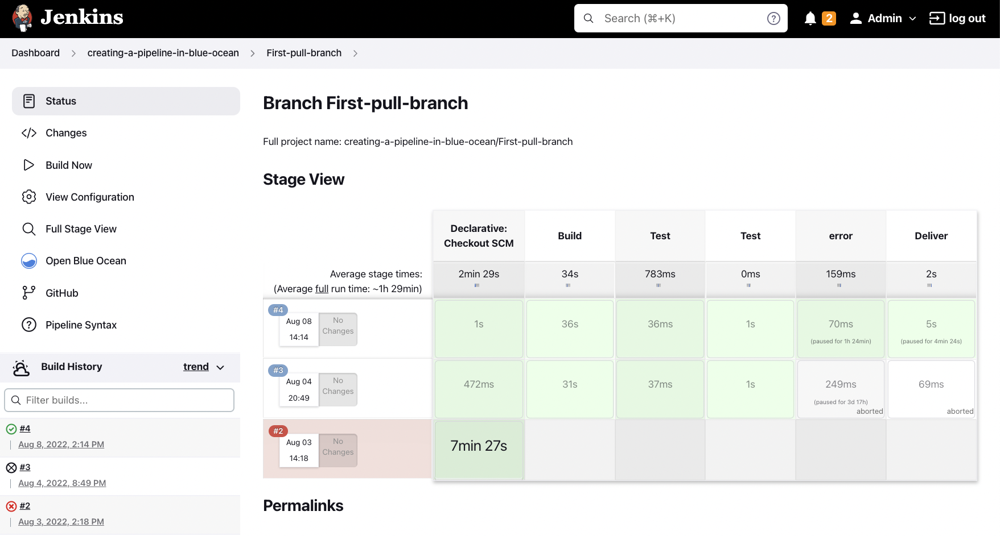 Jenkins
Search (⌘+K)
2
Admin
log out
Dashboard
creating-a-pipeline-in-blue-ocean
First-pull-branch
Status
Changes
Build Now
View Configuration
Full Stage View
Open Blue Ocean
GitHub
Pipeline Syntax
Build History
trend
Filter builds...
#4
Aug 8, 2022, 2:14 PM
#3
Aug 4, 2022, 8:49 PM
#2
Aug 3, 2022, 2:18 PM
Branch First-pull-branch
Full project name: creating-a-pipeline-in-blue-ocean/First-pull-branch
Stage View
Declarative:
Checkout SCM
Build
Test
Test
error
Deliver
Average stage times:
(Average full run time: ~1h 29min)
2min 29s
34s
783ms
0ms
159ms
2s
#4
Aug 08
14:14
No
Changes
1s
36s
36ms
1s
70ms
(paused for 1h 24min)
5s
(paused for 4min 24s)
#3
Aug 04
20:49
No
Changes
472ms
31s
37ms
1s
249ms
(paused for 3d 17h)
aborted
69ms
aborted
#2
Aug 03
14:18
No
Changes
7min 27s
Permalinks